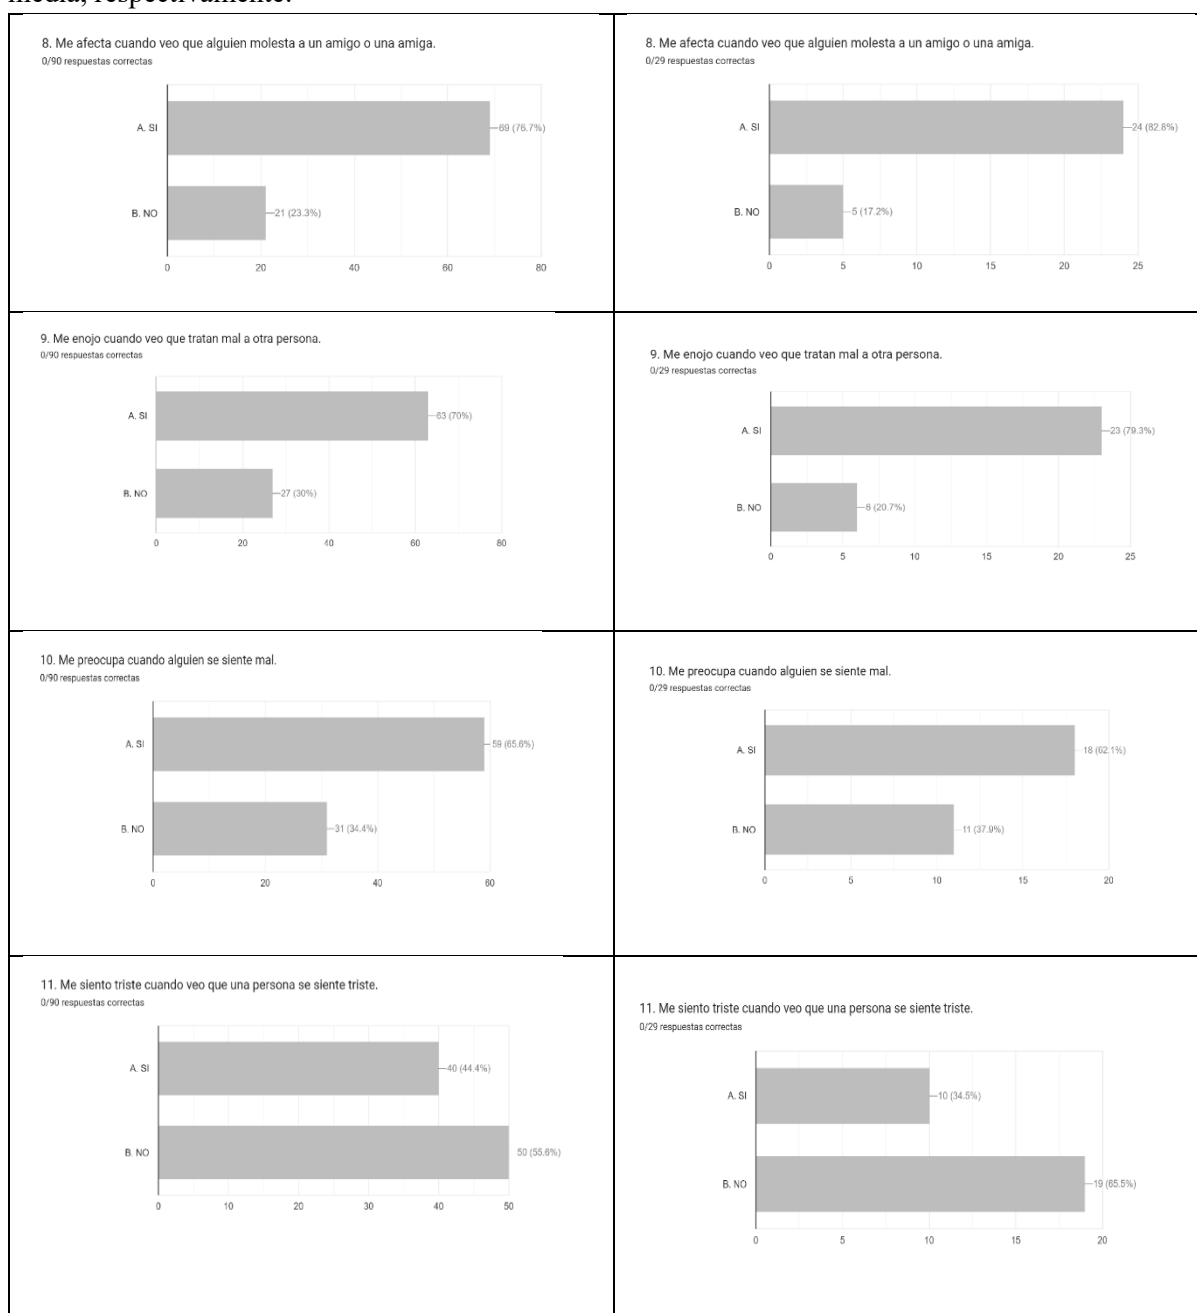 media, respectivamente.
8. Me afecta cuando veo que alguien molesta a un amigo o una amiga.
0/90 respuestas correctas
A. SI
69 (76.7%)
B. NO
21 (23.3%)
0 20 40 60 80
8. Me afecta cuando veo que alguien molesta a un amigo o una amiga.
0/29 respuestas correctas
A. SI
24 (82.8%)
B. NO
5 (17.2%)
0 5 10 15 20 25
9. Me enojo cuando veo que tratan mal a otra persona.
0/90 respuestas correctas
A. SI
63 (70%)
B. NO
27 (30%)
0 20 40 60 80
9. Me enojo cuando veo que tratan mal a otra persona.
0/29 respuestas correctas
A. SI
23 (79.3%)
B. NO
6 (20.7%)
0 5 10 15 20 25
10. Me preocupa cuando alguien se siente mal.
0/90 respuestas correctas
A. SI
59 (65.6%)
B. NO
31 (34.4%)
0 20 40 60
10. Me preocupa cuando alguien se siente mal.
0/29 respuestas correctas
A. SI
18 (62.1%)
B. NO
11 (37.9%)
0 5 10 15 20
11. Me siento triste cuando veo que una persona se siente triste.
0/90 respuestas correctas
A. SI
40 (44.4%)
B. NO
50 (55.6%)
0 10 20 30 40 50
11. Me siento triste cuando veo que una persona se siente triste.
0/29 respuestas correctas
A. SI
10 (34.5%)
B. NO
19 (65.5%)
0 5 10 15 20